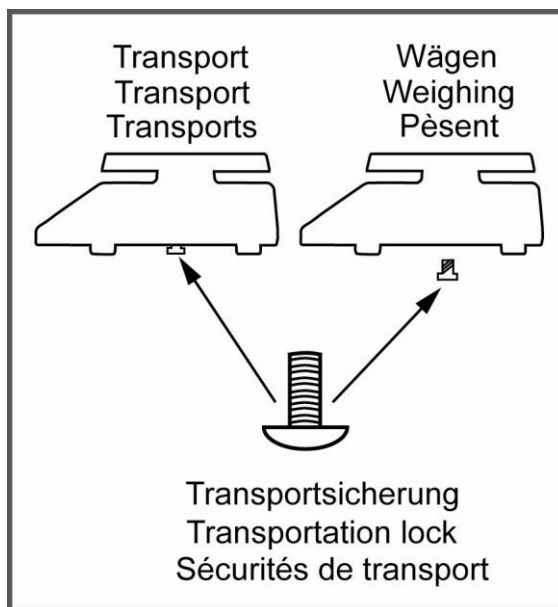 Transport
Transport
Transports
Wägen
Weighing
Pèsent
Transportsicherung
Transportation lock
Sécurités de transport